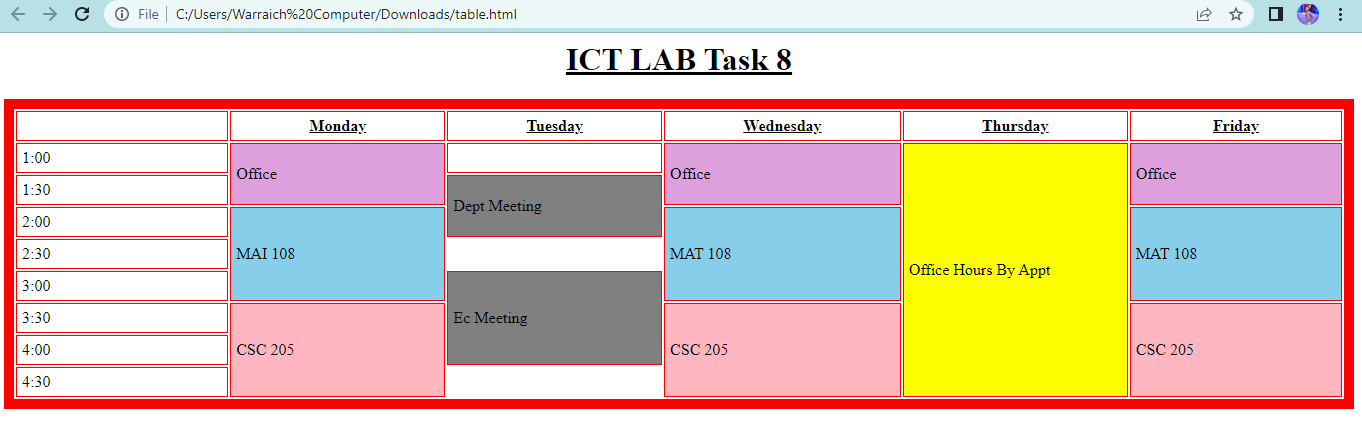 File | C:/Users/Warraich%20Computer/Downloads/table.html
ICT LAB Task 8
Monday Tuesday Wednesday Thursday Friday
1:00
Office Office Office
1:30
Dept Meeting
2:00
2:30 MAI 108 MAT 108 MAT 108
Office Hours By Appt
3:00
3:30 Ec Meeting
4:00 CSC 205 CSC 205 CSC 205
4:30